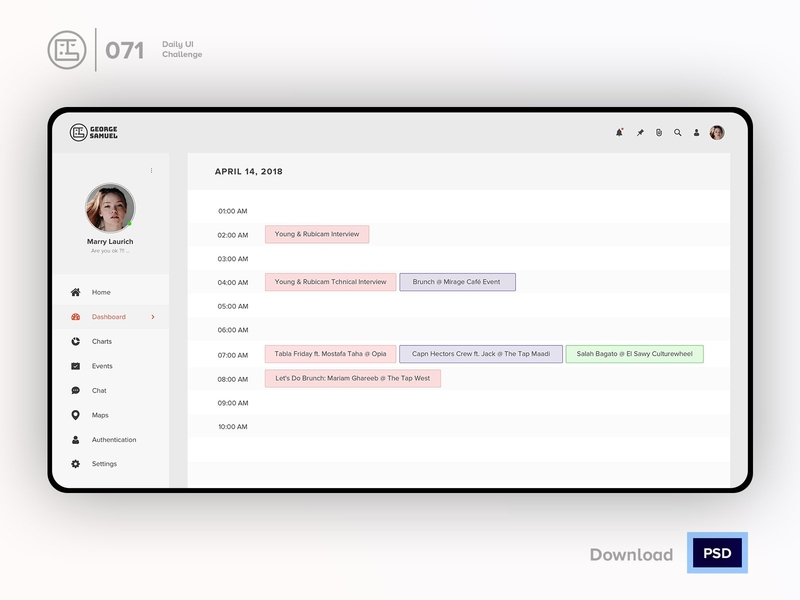 071
Daily UI
Challenge
GEORGE
SAMUEL
Marry Laurich
Are you ok ?!! ...
Home
Dashboard
Charts
Events
Chat
Maps
Authentication
Settings
APRIL 14, 2018
01:00 AM
02:00 AM Young & Rubicam Interview
03:00 AM
04:00 AM Young & Rubicam Tchnical Interview Brunch @ Mirage Café Event
05:00 AM
06:00 AM
07:00 AM Tabla Friday ft. Mostafa Taha @ Opia Capn Hectors Crew ft. Jack @ The Tap Maadi Salah Bagato @ El Sawy Culturewheel
08:00 AM Let's Do Brunch: Mariam Ghareeb @ The Tap West
09:00 AM
10:00 AM
Download PSD